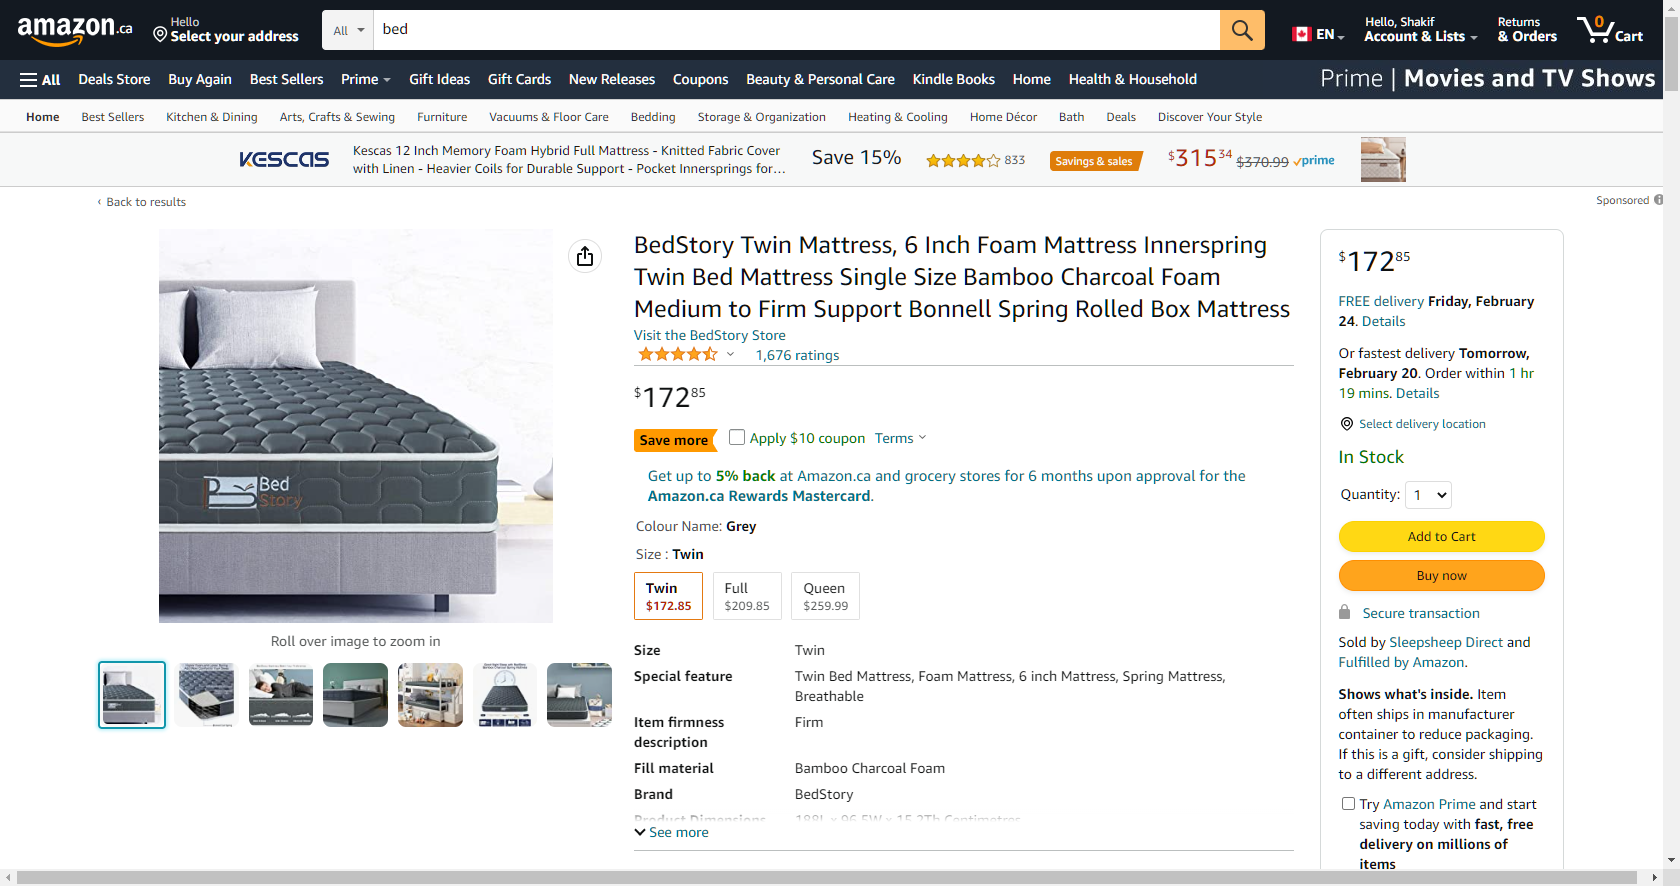 amazon.ca
Hello
Select your address
All
bed
EN
Hello, Shakif
Account & Lists
Returns
& Orders
0
Cart
All
Deals Store
Buy Again
Best Sellers
Prime
Gift Ideas
Gift Cards
New Releases
Coupons
Beauty & Personal Care
Kindle Books
Home
Health & Household
Prime | Movies and TV Shows
Home
Best Sellers
Kitchen & Dining
Arts, Crafts & Sewing
Furniture
Vacuums & Floor Care
Bedding
Storage & Organization
Heating & Cooling
Home Décor
Bath
Deals
Discover Your Style
KESCAS
Kescas 12 Inch Memory Foam Hybrid Full Mattress - Knitted Fabric Cover
with Linen - Heavier Coils for Durable Support - Pocket Innersprings for…
Save 15%
833
Savings & sales
$315 34 $370.99 prime
‹ Back to results
Sponsored
Bed
Story
Roll over image to zoom in
BedStory Twin Mattress, 6 Inch Foam Mattress Innerspring
Twin Bed Mattress Single Size Bamboo Charcoal Foam
Medium to Firm Support Bonnell Spring Rolled Box Mattress
Visit the BedStory Store
1,676 ratings
$172 85
Save more
Apply $10 coupon Terms
Get up to 5% back at Amazon.ca and grocery stores for 6 months upon approval for the
Amazon.ca Rewards Mastercard.
Colour Name: Grey
Size : Twin
Twin
$172.85
Full
$209.85
Queen
$259.99
Size Twin
Special feature Twin Bed Mattress, Foam Mattress, 6 inch Mattress, Spring Mattress,
Breathable
Item firmness Firm
description
Fill material Bamboo Charcoal Foam
Brand BedStory
Product Dimensions 188L x 96.5W x 15.2Th Centimetres
See more
$172 85
FREE delivery Friday, February
24. Details
Or fastest delivery Tomorrow,
February 20. Order within 1 hr
19 mins. Details
Select delivery location
In Stock
Quantity: 1
Add to Cart
Buy now
Secure transaction
Sold by Sleepsheep Direct and
Fulfilled by Amazon.
Shows what's inside. Item
often ships in manufacturer
container to reduce packaging.
If this is a gift, consider shipping
to a different address.
Try Amazon Prime and start
saving today with fast, free
delivery on millions of
items